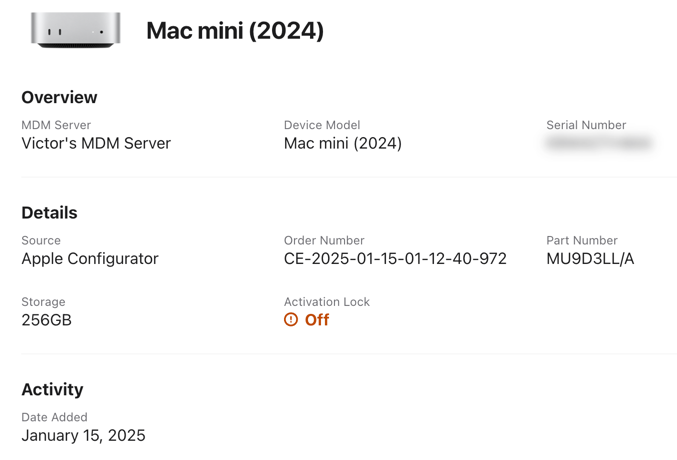 Mac mini (2024)
Overview
MDM Server
Device Model
Serial Number
Victor's MDM Server
Mac mini (2024)
Details
Source
Order Number
Part Number
Apple Configurator
CE-2025-01-15-01-12-40-972
MU9D3LL/A
Storage
Activation Lock
256GB
Off
Activity
Date Added
January 15, 2025